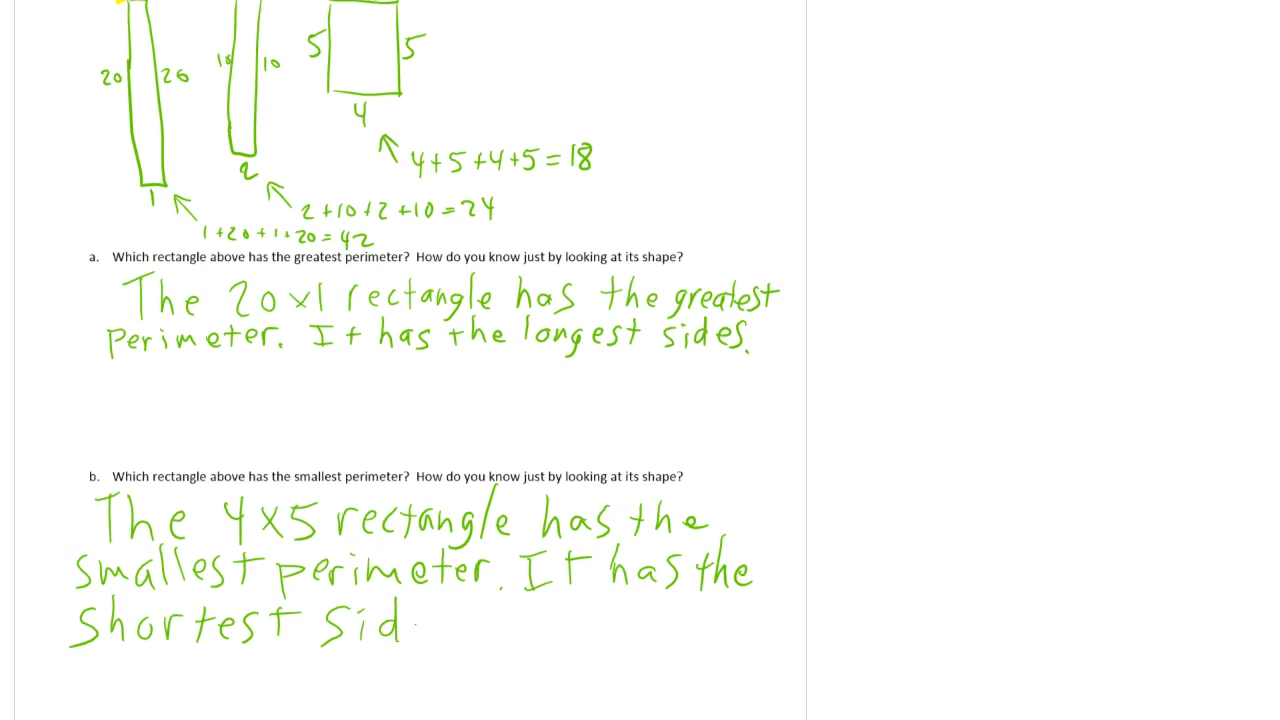 20 20 10 10 5 5
4
4+5+4+5=18
2
2+10+2+10=24
1
1+20+1+20=42
a. Which rectangle above has the greatest perimeter? How do you know just by looking at its shape?
The 20x1 rectangle has the greatest
perimeter. It has the longest sides.
b. Which rectangle above has the smallest perimeter? How do you know just by looking at its shape?
The 4x5 rectangle has the
smallest perimeter. It has the
shortest sid